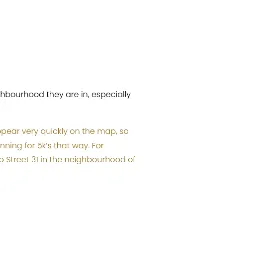 hbourhood they are in, especially
pear very quickly on the map, so
nning for 5k's that way. For
o Street 31 in the neighbourhood of